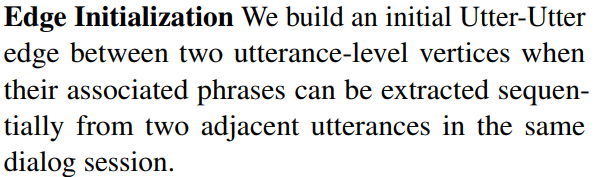 Edge Initialization We build an initial Utter-Utter
edge between two utterance-level vertices when
their associated phrases can be extracted sequen-
tially from two adjacent utterances in the same
dialog session.